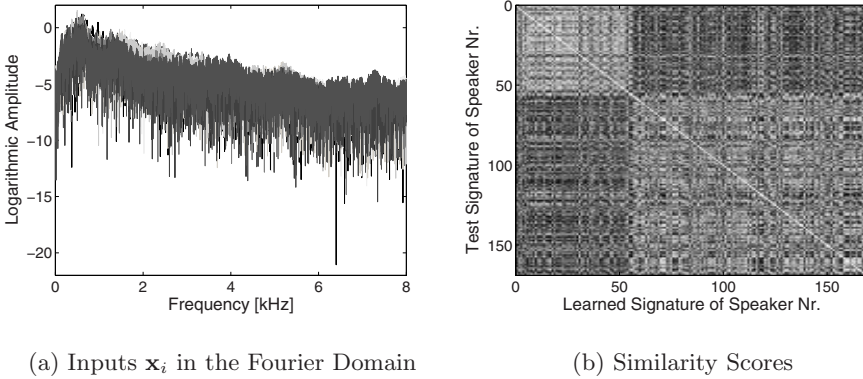 0
−5
−10
−15
−20
0 2 4 6 8
Logarithmic Amplitude
Frequency [kHz]
0
50
100
150
0 50 100 150
Test Signature of Speaker Nr.
Learned Signature of Speaker Nr.
(a) Inputs xᵢ in the Fourier Domain
(b) Similarity Scores